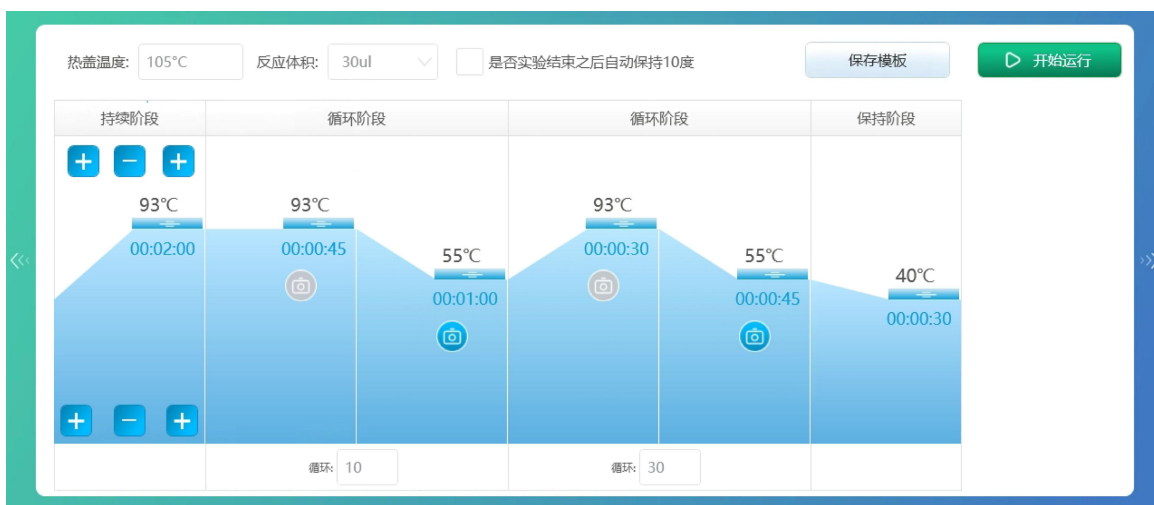 热盖温度: 105°C 反应体积: 30ul 是否实验结束之后自动保持10度 保存模板 开始运行
持续阶段 循环阶段 循环阶段 保持阶段
93℃ 93℃ 93℃
00:02:00 00:00:45 00:00:30
55℃ 55℃
00:01:00 00:00:45
40℃
00:00:30
循环: 10 循环: 30